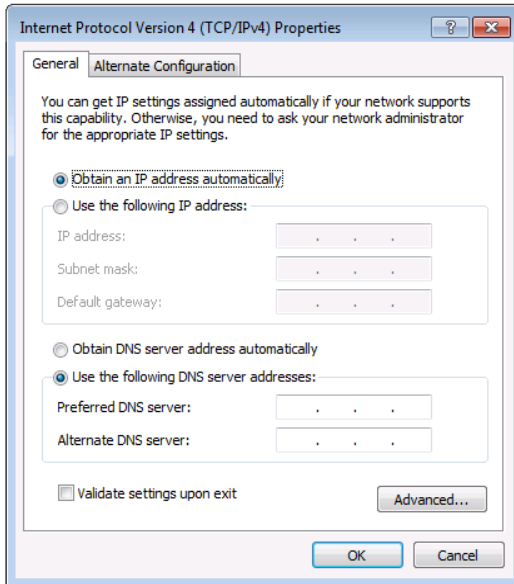 Internet Protocol Version 4 (TCP/IPv4) Properties
General
Alternate Configuration
You can get IP settings assigned automatically if your network supports
this capability. Otherwise, you need to ask your network administrator
for the appropriate IP settings.
Obtain an IP address automatically
Use the following IP address:
IP address:
Subnet mask:
Default gateway:
Obtain DNS server address automatically
Use the following DNS server addresses:
Preferred DNS server:
Alternate DNS server:
Validate settings upon exit
Advanced...
OK
Cancel